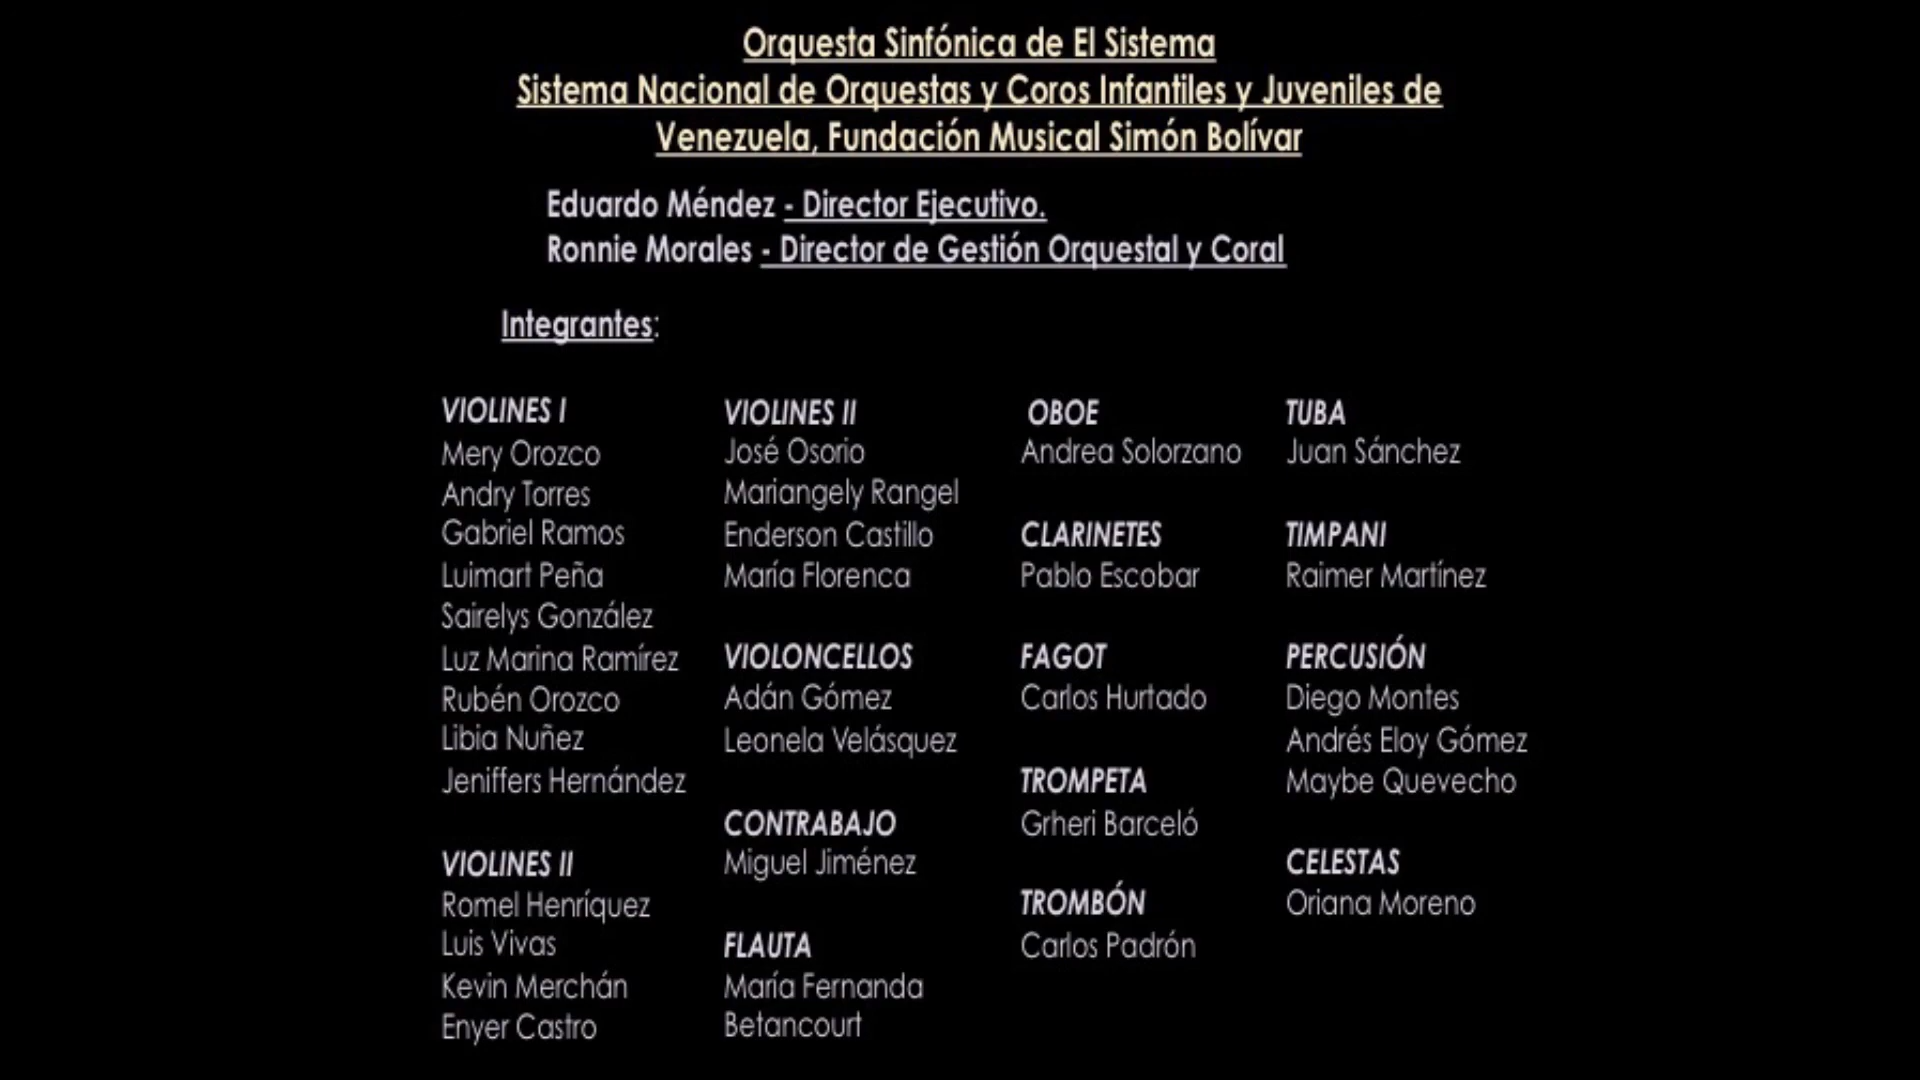 Orquesta Sinfónica de El Sistema
Sistema Nacional de Orquestas y Coros Infantiles y Juveniles de
Venezuela, Fundación Musical Simón Bolívar
Eduardo Méndez - Director Ejecutivo.
Ronnie Morales - Director de Gestión Orquestal y Coral
Integrantes:
VIOLINES I
Mery Orozco
Andry Torres
Gabriel Ramos
Luimart Peña
Sairelys González
Luz Marina Ramírez
Rubén Orozco
Libia Nuñez
Jeniffers Hernández
VIOLINES II
Romel Henríquez
Luis Vivas
Kevin Merchán
Enyer Castro
VIOLINES II
José Osorio
Mariangely Rangel
Enderson Castillo
María Florenca
VIOLONCELLOS
Adán Gómez
Leonela Velásquez
CONTRABAJO
Miguel Jiménez
FLAUTA
María Fernanda
Betancourt
OBOE
Andrea Solorzano
CLARINETES
Pablo Escobar
FAGOT
Carlos Hurtado
TROMPETA
Grheri Barceló
TROMBÓN
Carlos Padrón
TUBA
Juan Sánchez
TIMPANI
Raimer Martínez
PERCUSIÓN
Diego Montes
Andrés Eloy Gómez
Maybe Quevecho
CELESTAS
Oriana Moreno